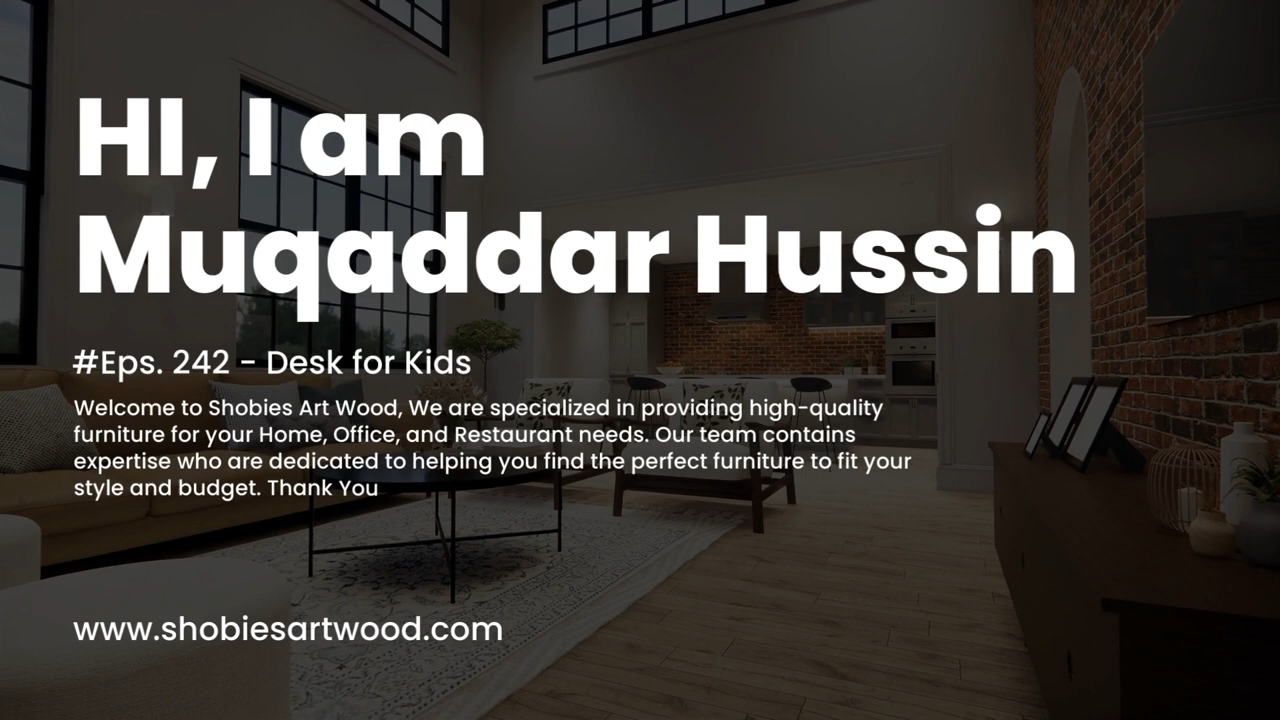 HI, I am
Muqaddar Hussin
#Eps. 242 - Desk for Kids
Welcome to Shobies Art Wood, We are specialized in providing high-quality
furniture for your Home, Office, and Restaurant needs. Our team contains
expertise who are dedicated to helping you find the perfect furniture to fit your
style and budget. Thank You
www.shobiesartwood.com